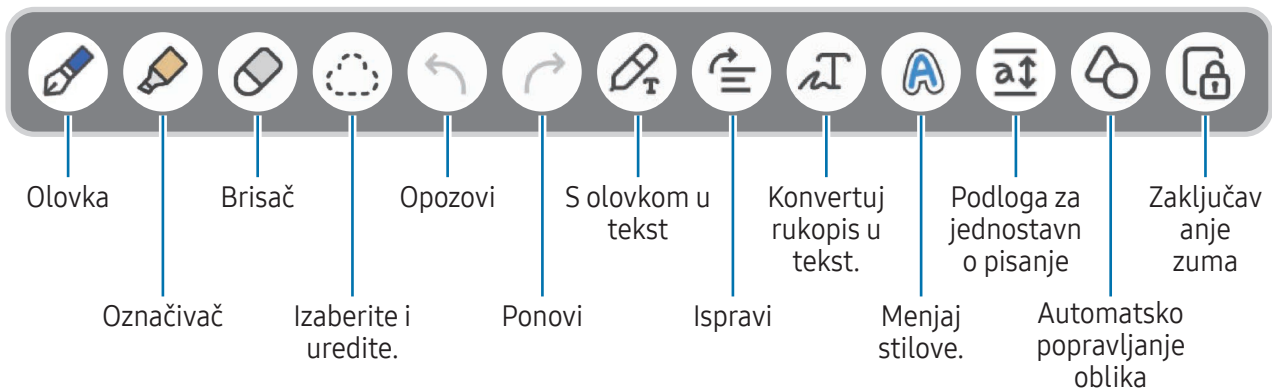 Olovka
Brisač
Opozovi
S olovkom u
tekst
Konvertuj
rukopis u
tekst.
Podloga za
jednostavn
o pisanje
Zaključav
anje
zuma
Označivač
Izaberite i
uredite.
Ponovi
Ispravi
Menjaj
stilove.
Automatsko
popravljanje
oblika